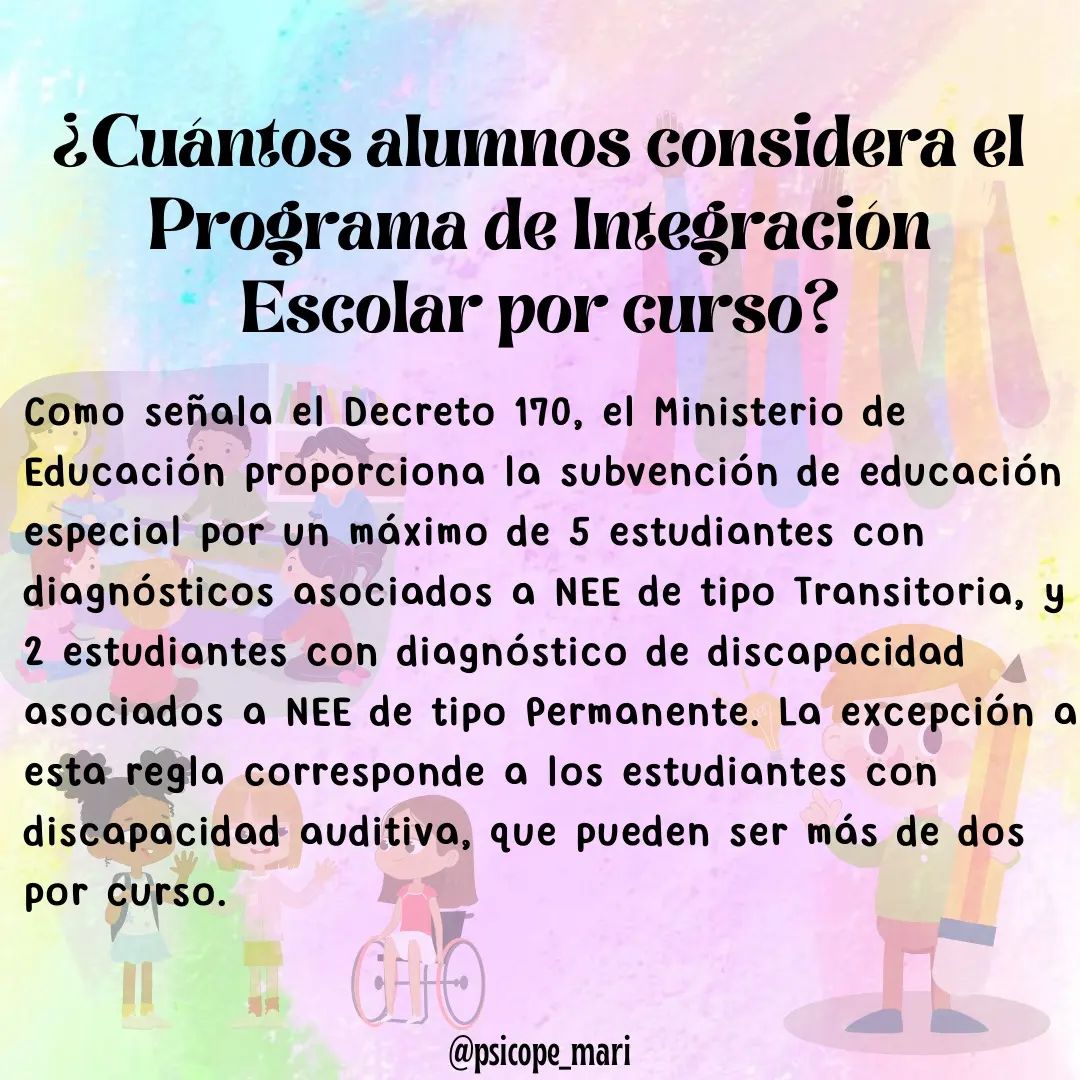 ¿Cuántos alumnos considera el
Programa de Integración
Escolar por curso?
Como señala el Decreto 170, el Ministerio de
Educación proporciona la subvención de educación
especial por un máximo de 5 estudiantes con
diagnósticos asociados a NEE de tipo Transitoria, y
2 estudiantes con diagnóstico de discapacidad
asociados a NEE de tipo Permanente. La excepción a
esta regla corresponde a los estudiantes con
discapacidad auditiva, que pueden ser más de dos
por curso.
@psicope_mari